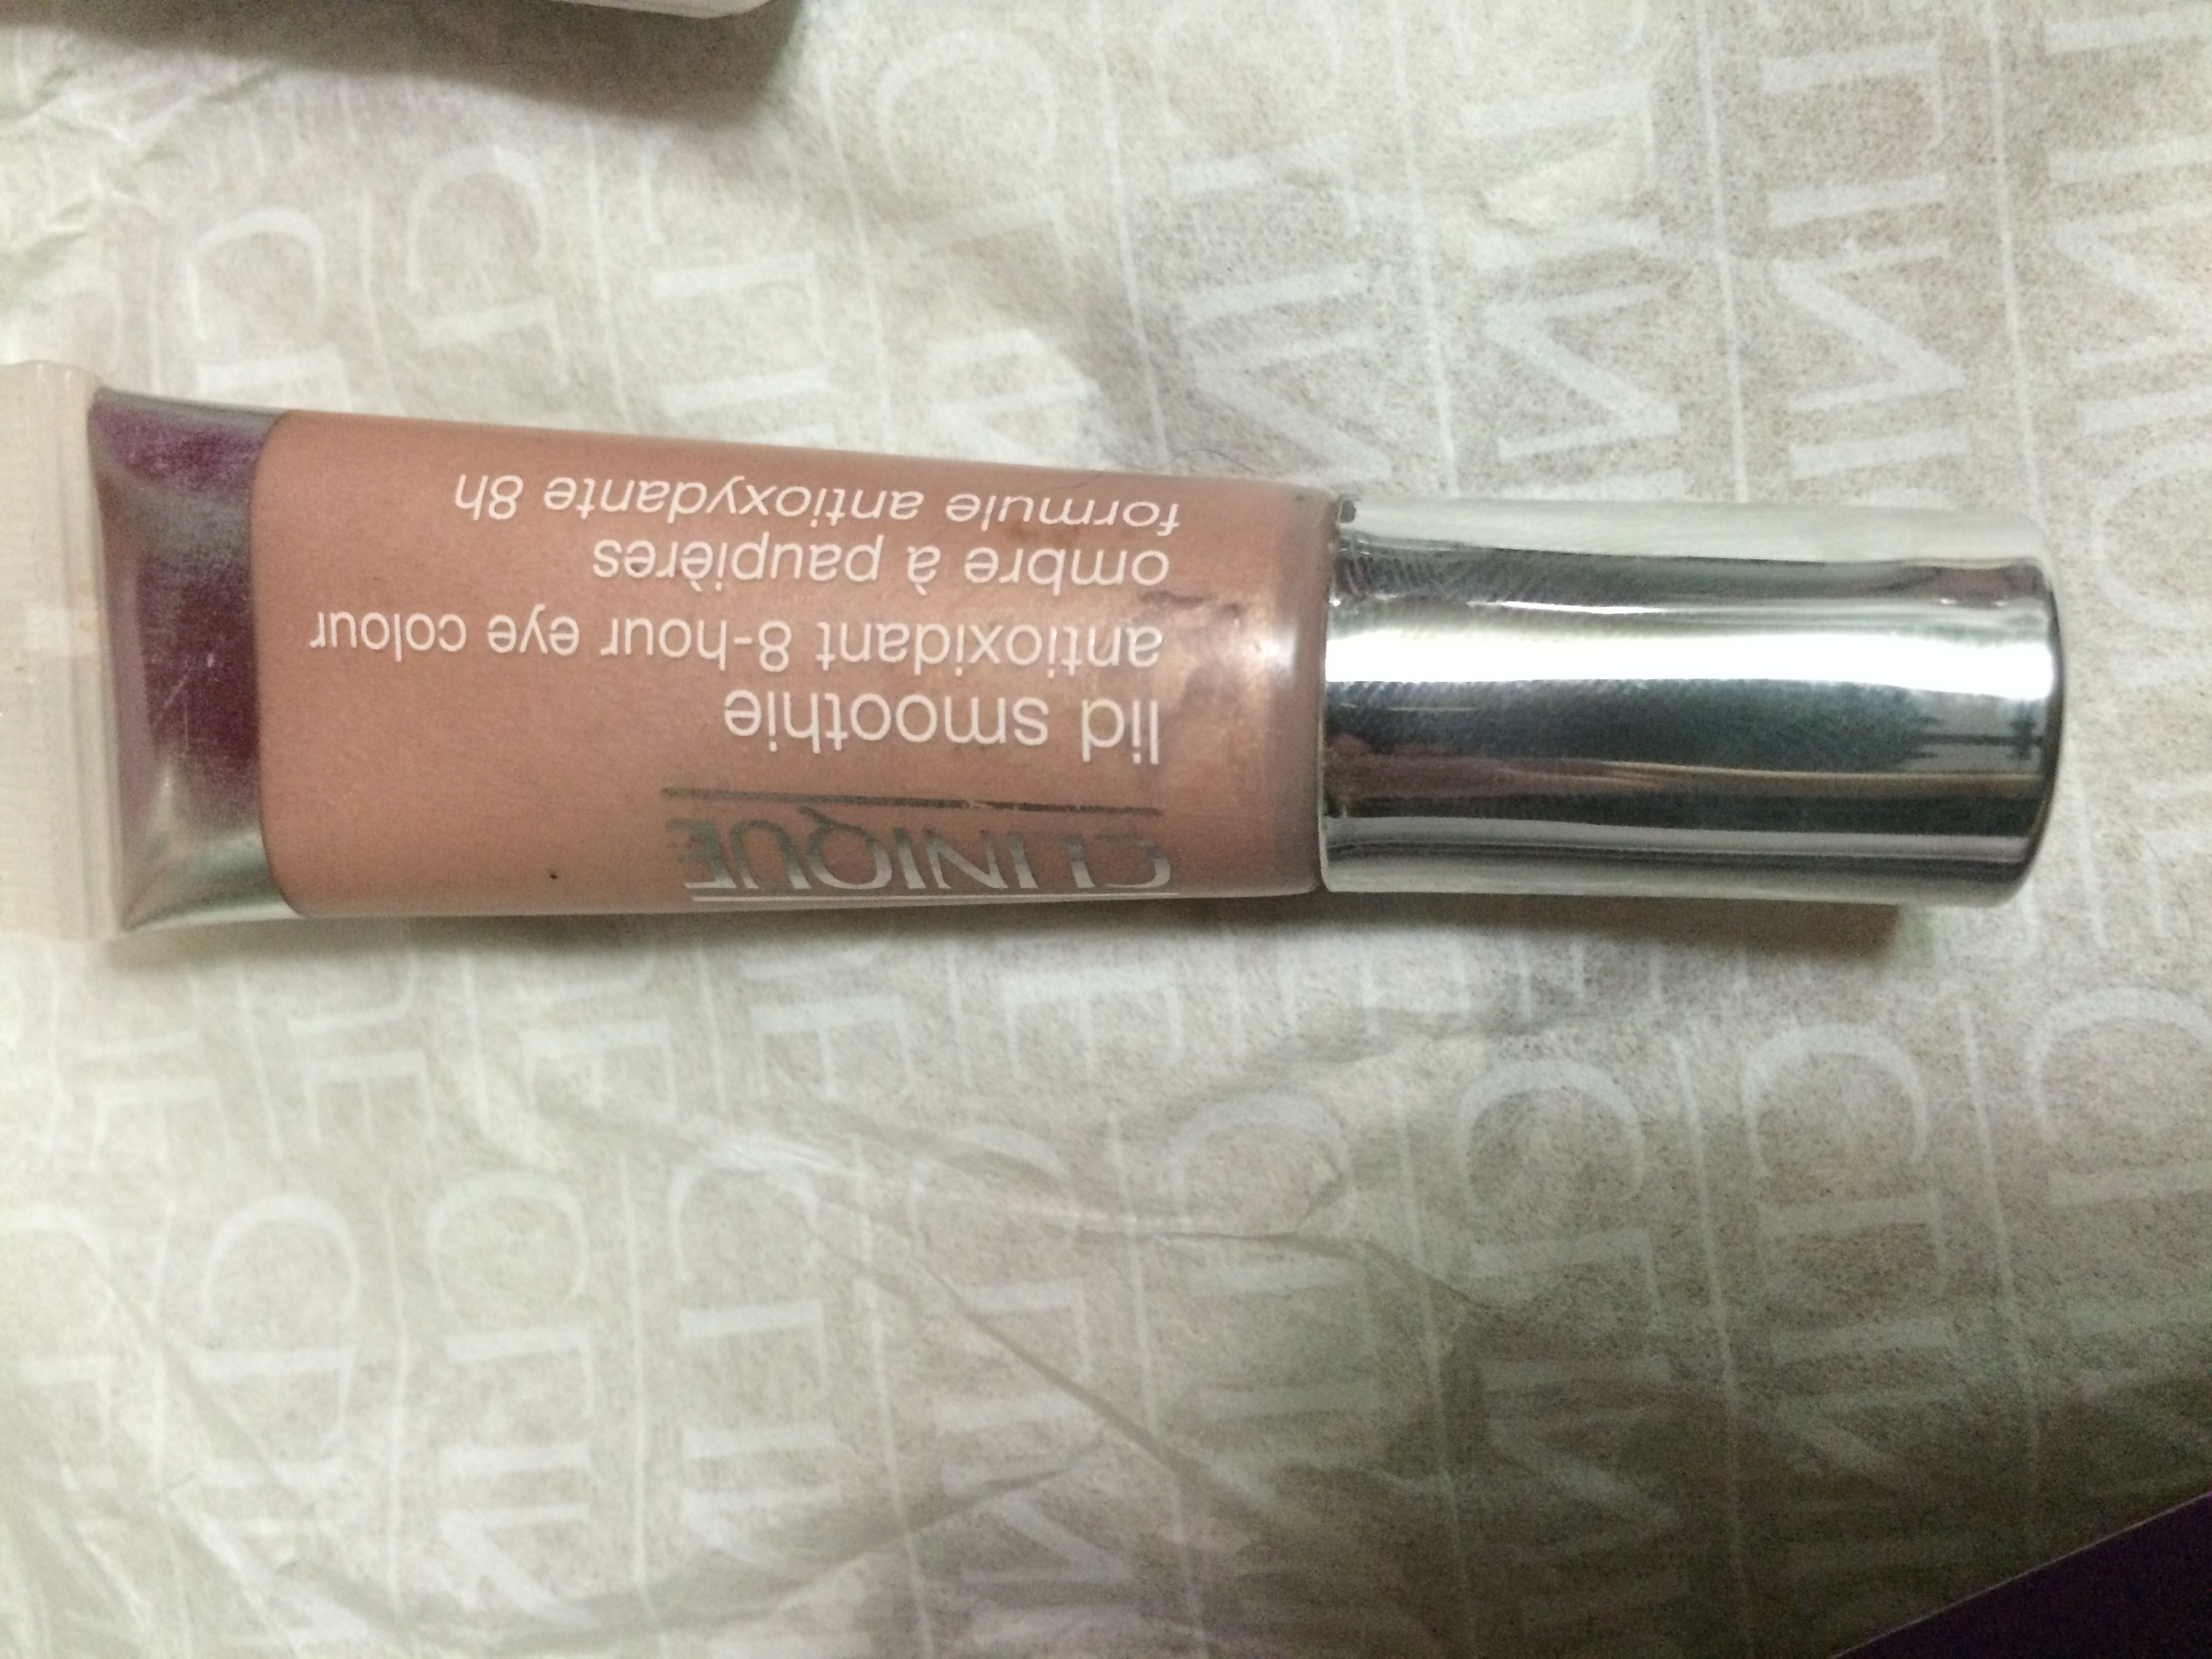 CLINIQUE
lid smoothie
antioxidant 8-hour eye colour
ombre à paupières
formule antioxydante 8h